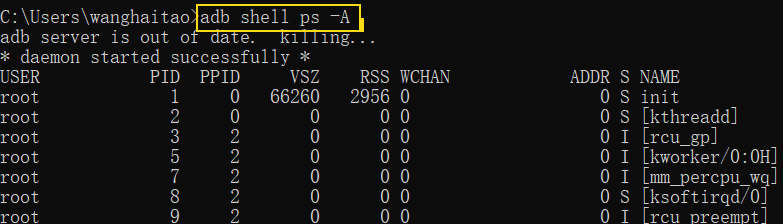 C:\Users\wanghaitao>adb shell ps -A
adb server is out of date.  killing...
* daemon started successfully *
USER           PID  PPID     VSZ    RSS WCHAN            ADDR S NAME
root             1     0   66260   2956 0                   0 S init
root             2     0       0      0 0                   0 S [kthreadd]
root             3     2       0      0 0                   0 I [rcu_gp]
root             5     2       0      0 0                   0 I [kworker/0:0H]
root             7     2       0      0 0                   0 I [mm_percpu_wq]
root             8     2       0      0 0                   0 S [ksoftirqd/0]
root             9     2       0      0 0                   0 I [rcu_preempt]